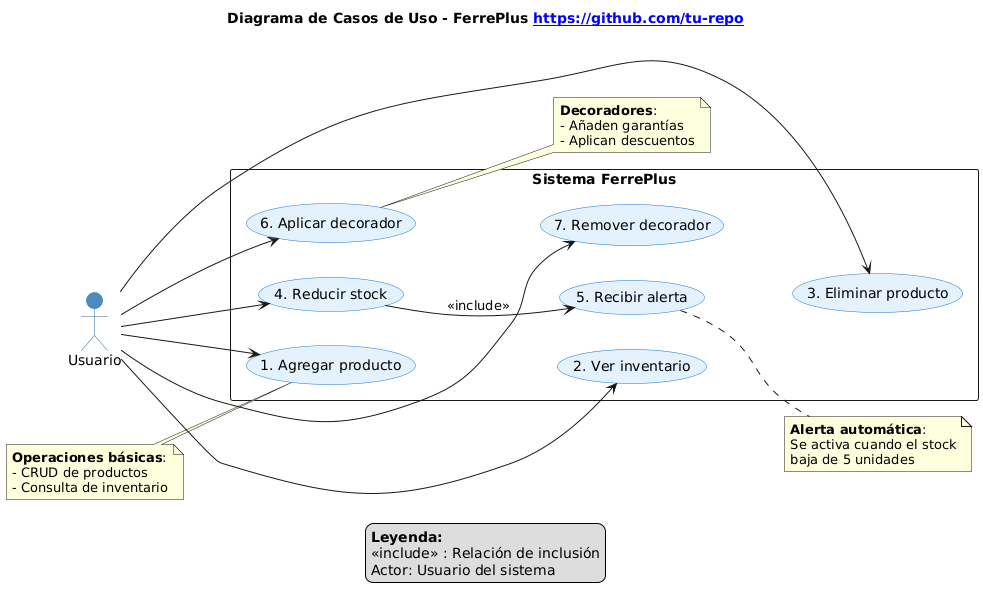 Diagrama de Casos de Uso - FerrePlus https://github.com/tu-repo
Decoradores:
- Añaden garantías
- Aplican descuentos
Sistema FerrePlus
6. Aplicar decorador
7. Remover decorador
4. Reducir stock
«include»
5. Recibir alerta
3. Eliminar producto
Usuario
1. Agregar producto
2. Ver inventario
Alerta automática:
Se activa cuando el stock
baja de 5 unidades
Operaciones básicas:
- CRUD de productos
- Consulta de inventario
Leyenda:
«include» : Relación de inclusión
Actor: Usuario del sistema